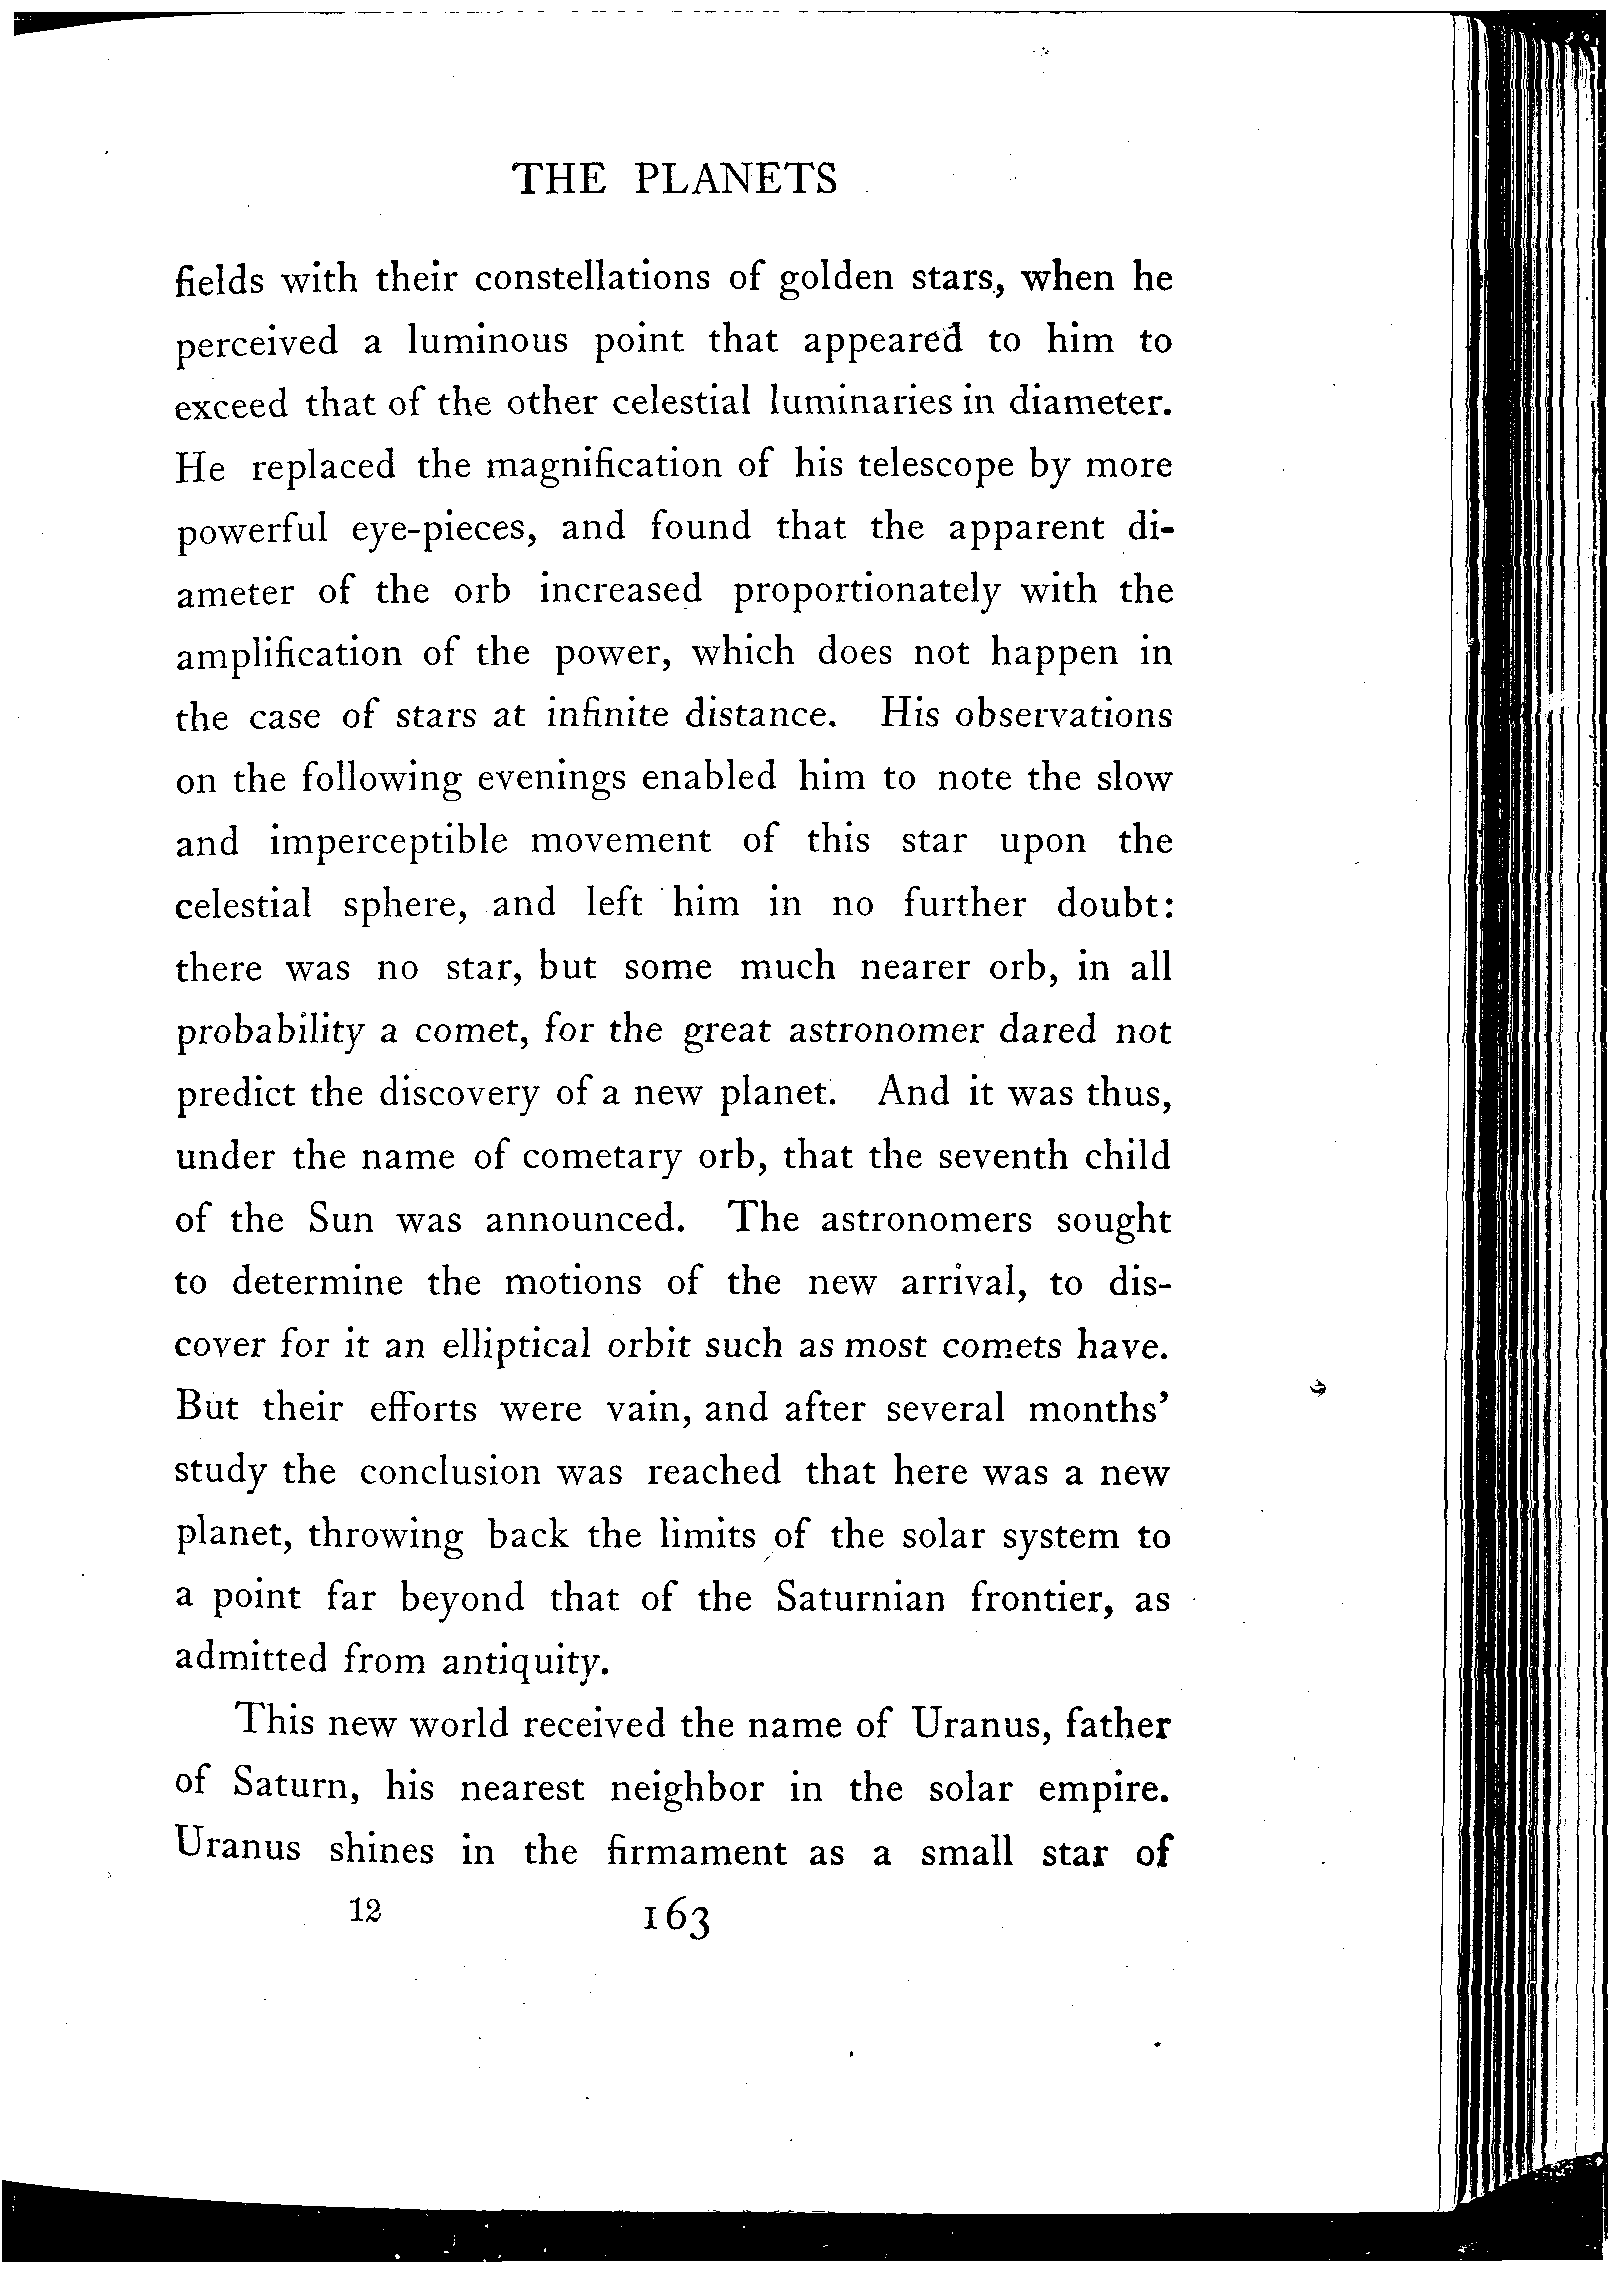 THE PLANETS
fields with their constellations of golden stars, when he
perceived a luminous point that appeared to him to
exceed that of the other celestial luminaries in diameter.
He replaced the magnification of his telescope by more
powerful eye-pieces, and found that the apparent di-
ameter of the orb increased proportionately with the
amplification of the power, which does not happen in
the case of stars at infinite distance. His observations
on the following evenings enabled him to note the slow
and imperceptible movement of this star upon the
celestial sphere, and left him in no further doubt:
there was no star, but some much nearer orb, in all
probability a comet, for the great astronomer dared not
predict the discovery of a new planet. And it was thus,
under the name of cometary orb, that the seventh child
of the Sun was announced. The astronomers sought
to determine the motions of the new arrival, to dis-
cover for it an elliptical orbit such as most comets have.
But their efforts were vain, and after several months'
study the conclusion was reached that here was a new
planet, throwing back the limits of the solar system to
a point far beyond that of the Saturnian frontier, as
admitted from antiquity.
This new world received the name of Uranus, father
of Saturn, his nearest neighbor in the solar empire.
Uranus shines in the firmament as a small star of
12 163